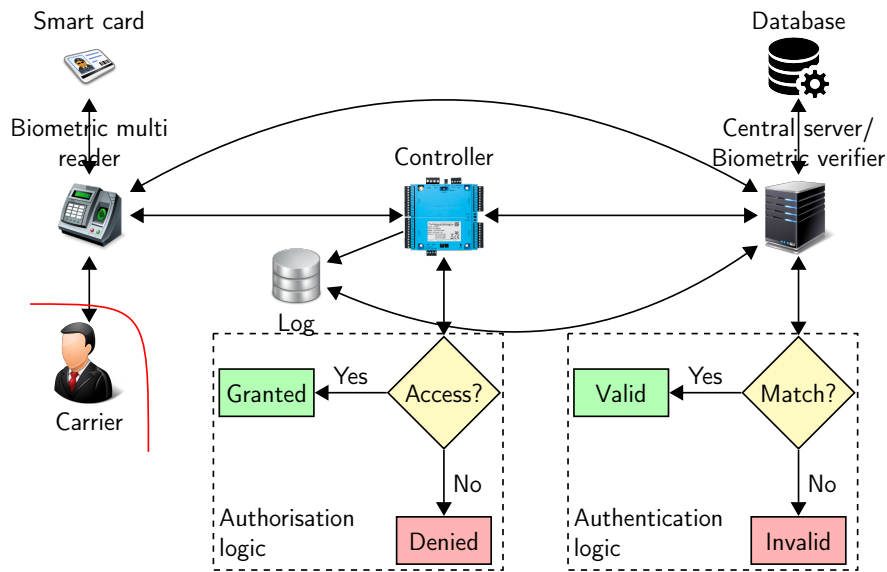 Smart card
Database
Biometric multi
reader
Central server/
Biometric verifier
Controller
Log
Carrier
Granted
Yes
Access?
No
Denied
Authorisation
logic
Valid
Yes
Match?
No
Invalid
Authentication
logic